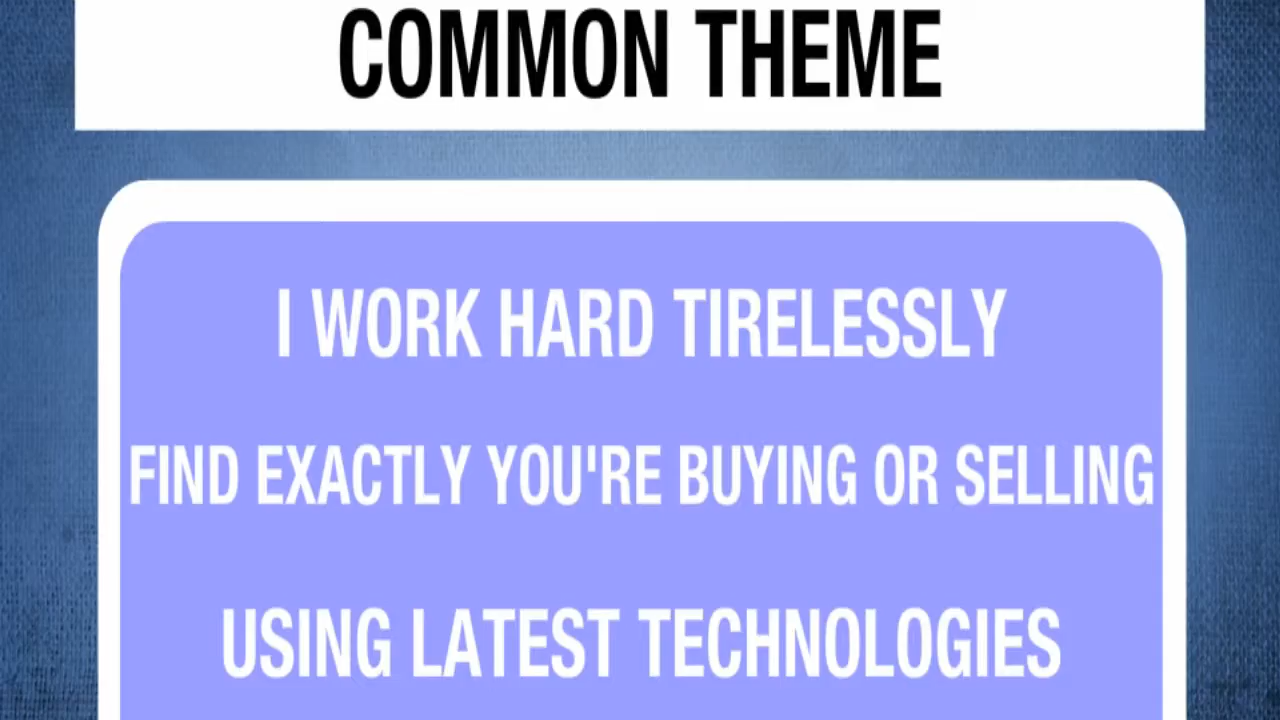 COMMON THEME
I WORK HARD TIRELESSLY
FIND EXACTLY YOU'RE BUYING OR SELLING
USING LATEST TECHNOLOGIES